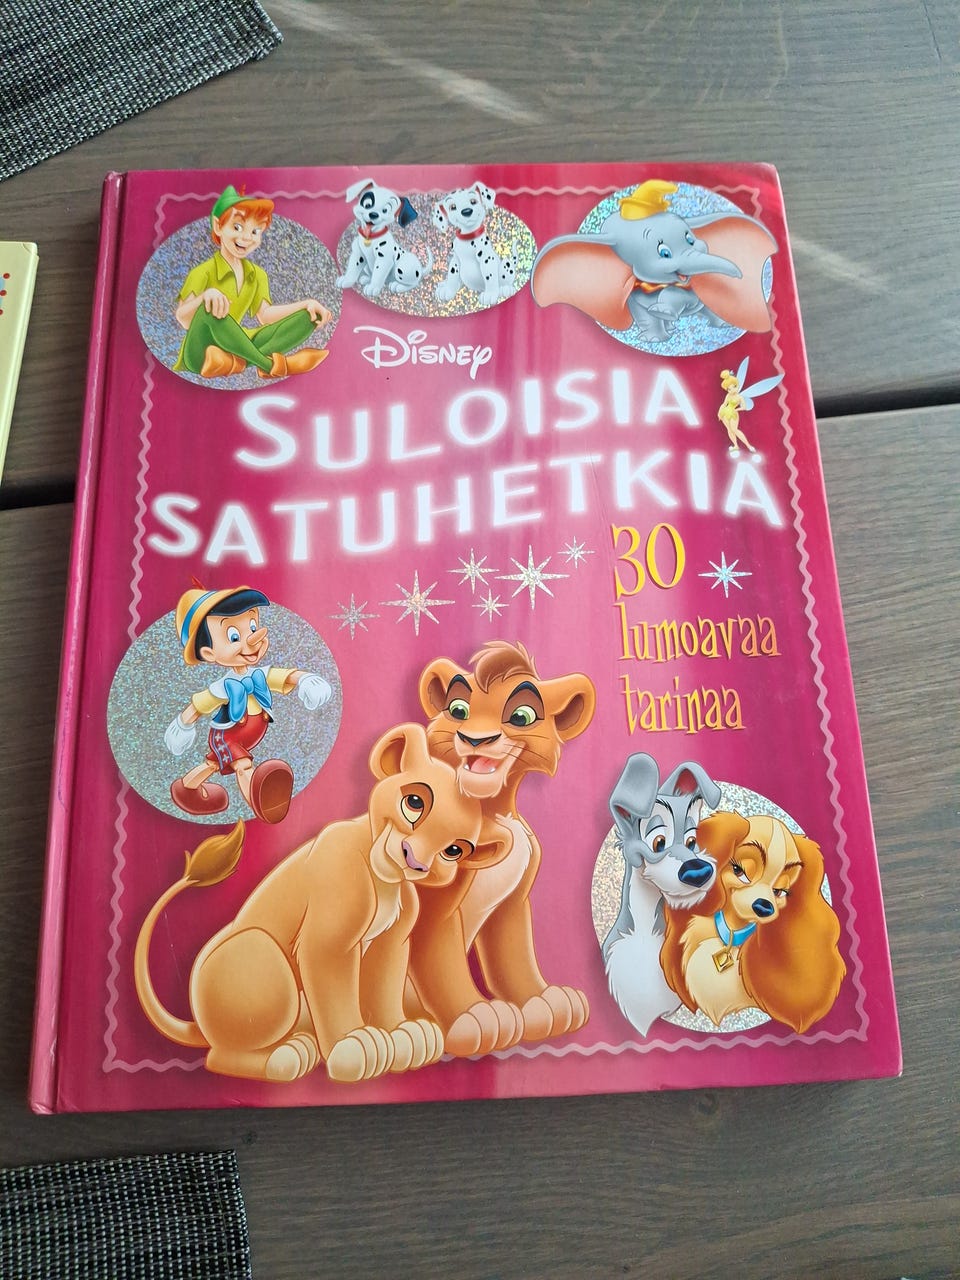 Disney
SULOISIA
SATUHETKIÄ
30
lumoavaa
tarinaa